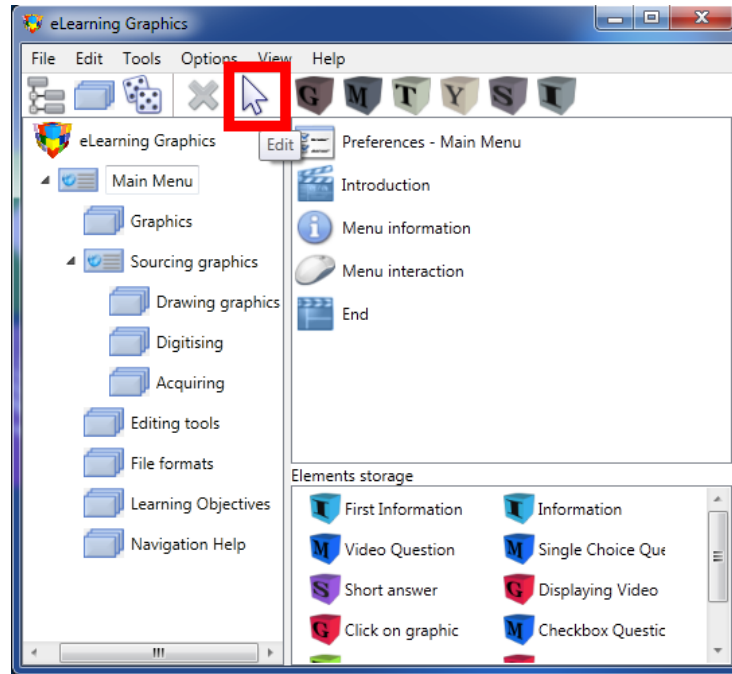 eLearning Graphics
File Edit Tools Options View Help
G M T Y S I
Edit
eLearning Graphics
Main Menu
Graphics
Sourcing graphics
Drawing graphics
Digitising
Acquiring
Editing tools
File formats
Learning Objectives
Navigation Help
Preferences - Main Menu
Introduction
Menu information
Menu interaction
End
Elements storage
I First Information
I Information
M Video Question
M Single Choice Que
S Short answer
G Displaying Video
G Click on graphic
M Checkbox Questic